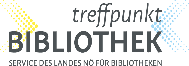 treffpunkt
BIBLIOTHEK
SERVICE DES LANDES NÖ FÜR BIBLIOTHEKEN